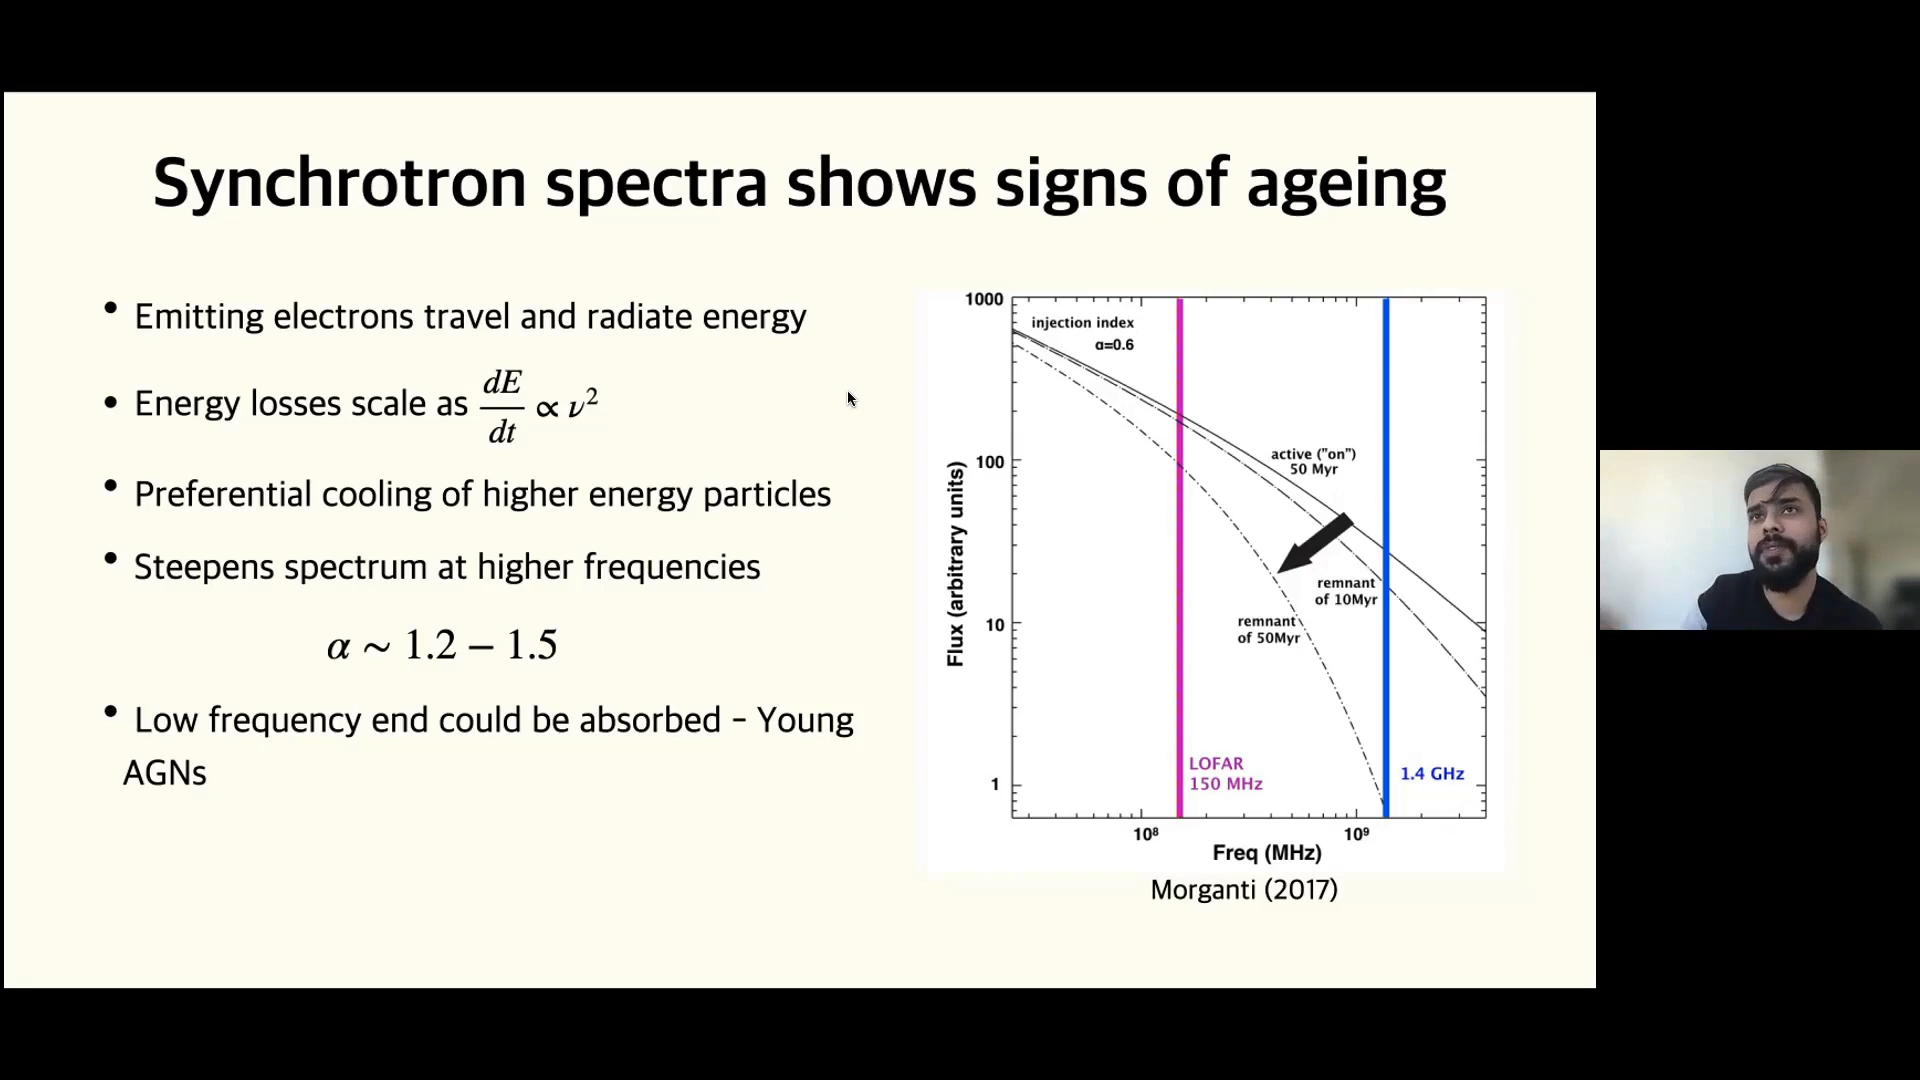 Synchrotron spectra shows signs of ageing
• Emitting electrons travel and radiate energy
• Energy losses scale as dE/dt ∝ ν²
• Preferential cooling of higher energy particles
• Steepens spectrum at higher frequencies
α ∼ 1.2 − 1.5
• Low frequency end could be absorbed – Young
AGNs
1000
100
10
1
Flux (arbitrary units)
injection index
α=0.6
active ("on")
50 Myr
remnant
of 10Myr
remnant
of 50Myr
LOFAR
150 MHz
1.4 GHz
10⁸
10⁹
Freq (MHz)
Morganti (2017)